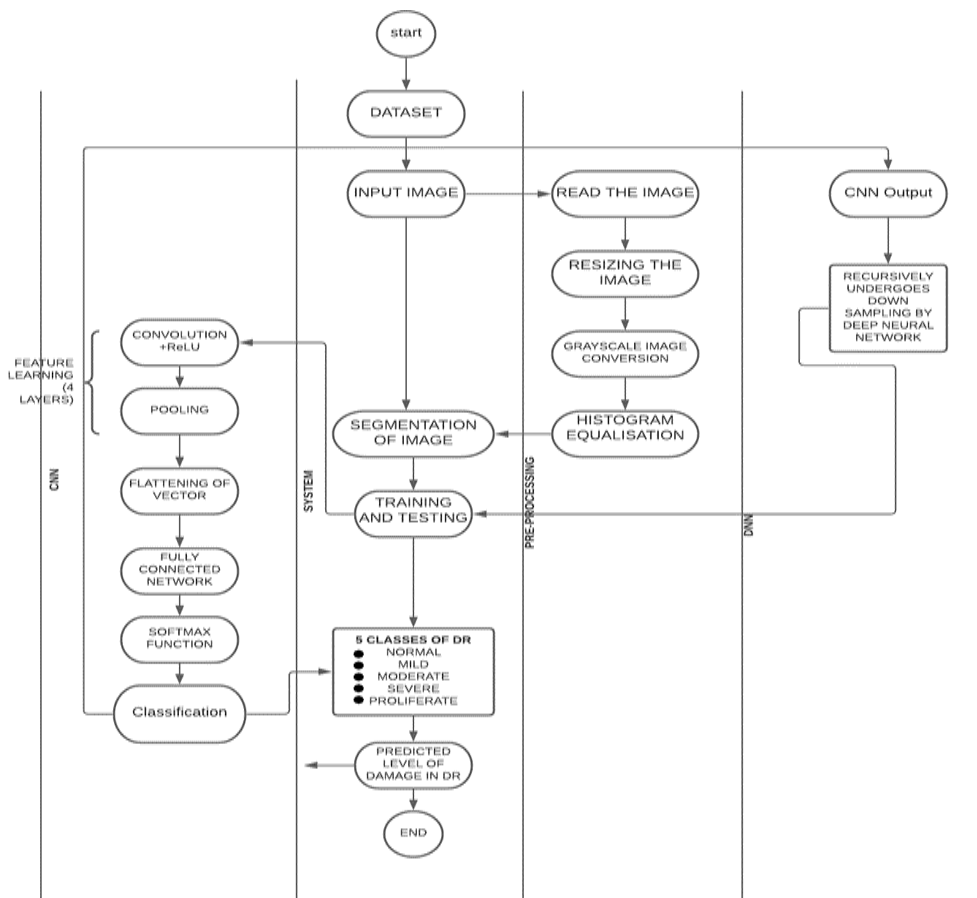 start
DATASET
INPUT IMAGE
READ THE IMAGE
CNN Output
RESIZING THE
IMAGE
RECURSIVELY
UNDERGOES
DOWN
SAMPLING BY
DEEP NEURAL
NETWORK
CONVOLUTION
+ReLU
GRAYSCALE IMAGE
CONVERSION
FEATURE
LEARNING
(4
LAYERS)
POOLING
SEGMENTATION
OF IMAGE
HISTOGRAM
EQUALISATION
CNN
SYSTEM
PRE-PROCESSING
DNN
FLATTENING OF
VECTOR
TRAINING
AND TESTING
FULLY
CONNECTED
NETWORK
SOFTMAX
FUNCTION
5 CLASSES OF DR
NORMAL
MILD
MODERATE
SEVERE
PROLIFERATE
Classification
PREDICTED
LEVEL OF
DAMAGE IN DR
END